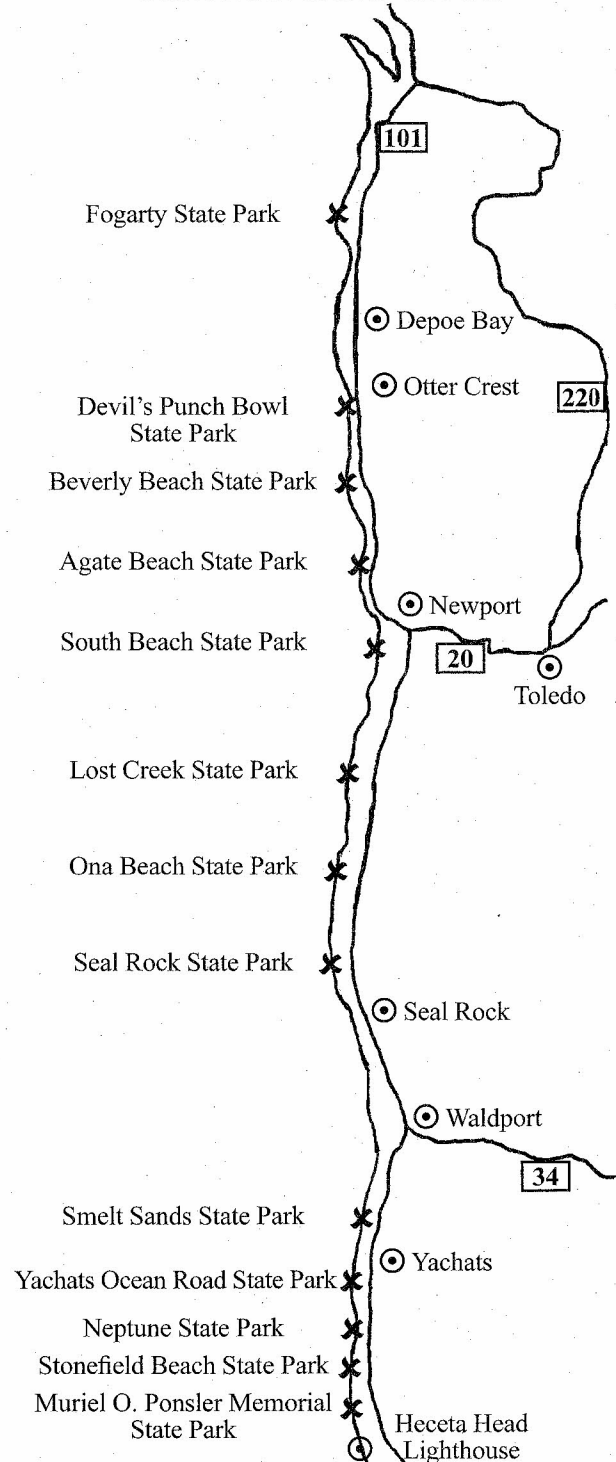 101
Fogarty State Park
Depoe Bay
Otter Crest
220
Devil's Punch Bowl
State Park
Beverly Beach State Park
Agate Beach State Park
Newport
South Beach State Park
20
Toledo
Lost Creek State Park
Ona Beach State Park
Seal Rock State Park
Seal Rock
Waldport
34
Smelt Sands State Park
Yachats
Yachats Ocean Road State Park
Neptune State Park
Stonefield Beach State Park
Muriel O. Ponsler Memorial
State Park
Heceta Head
Lighthouse